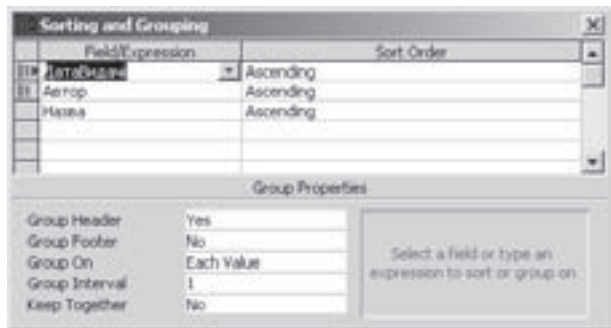 Sorting and Grouping
Field/Expression Sort Order
ДатаВидачі Ascending
Автор Ascending
Назва Ascending
Group Properties
Group Header Yes
Group Footer No
Group On Each Value
Group Interval 1
Keep Together No
Select a field or type an
expression to sort or group on